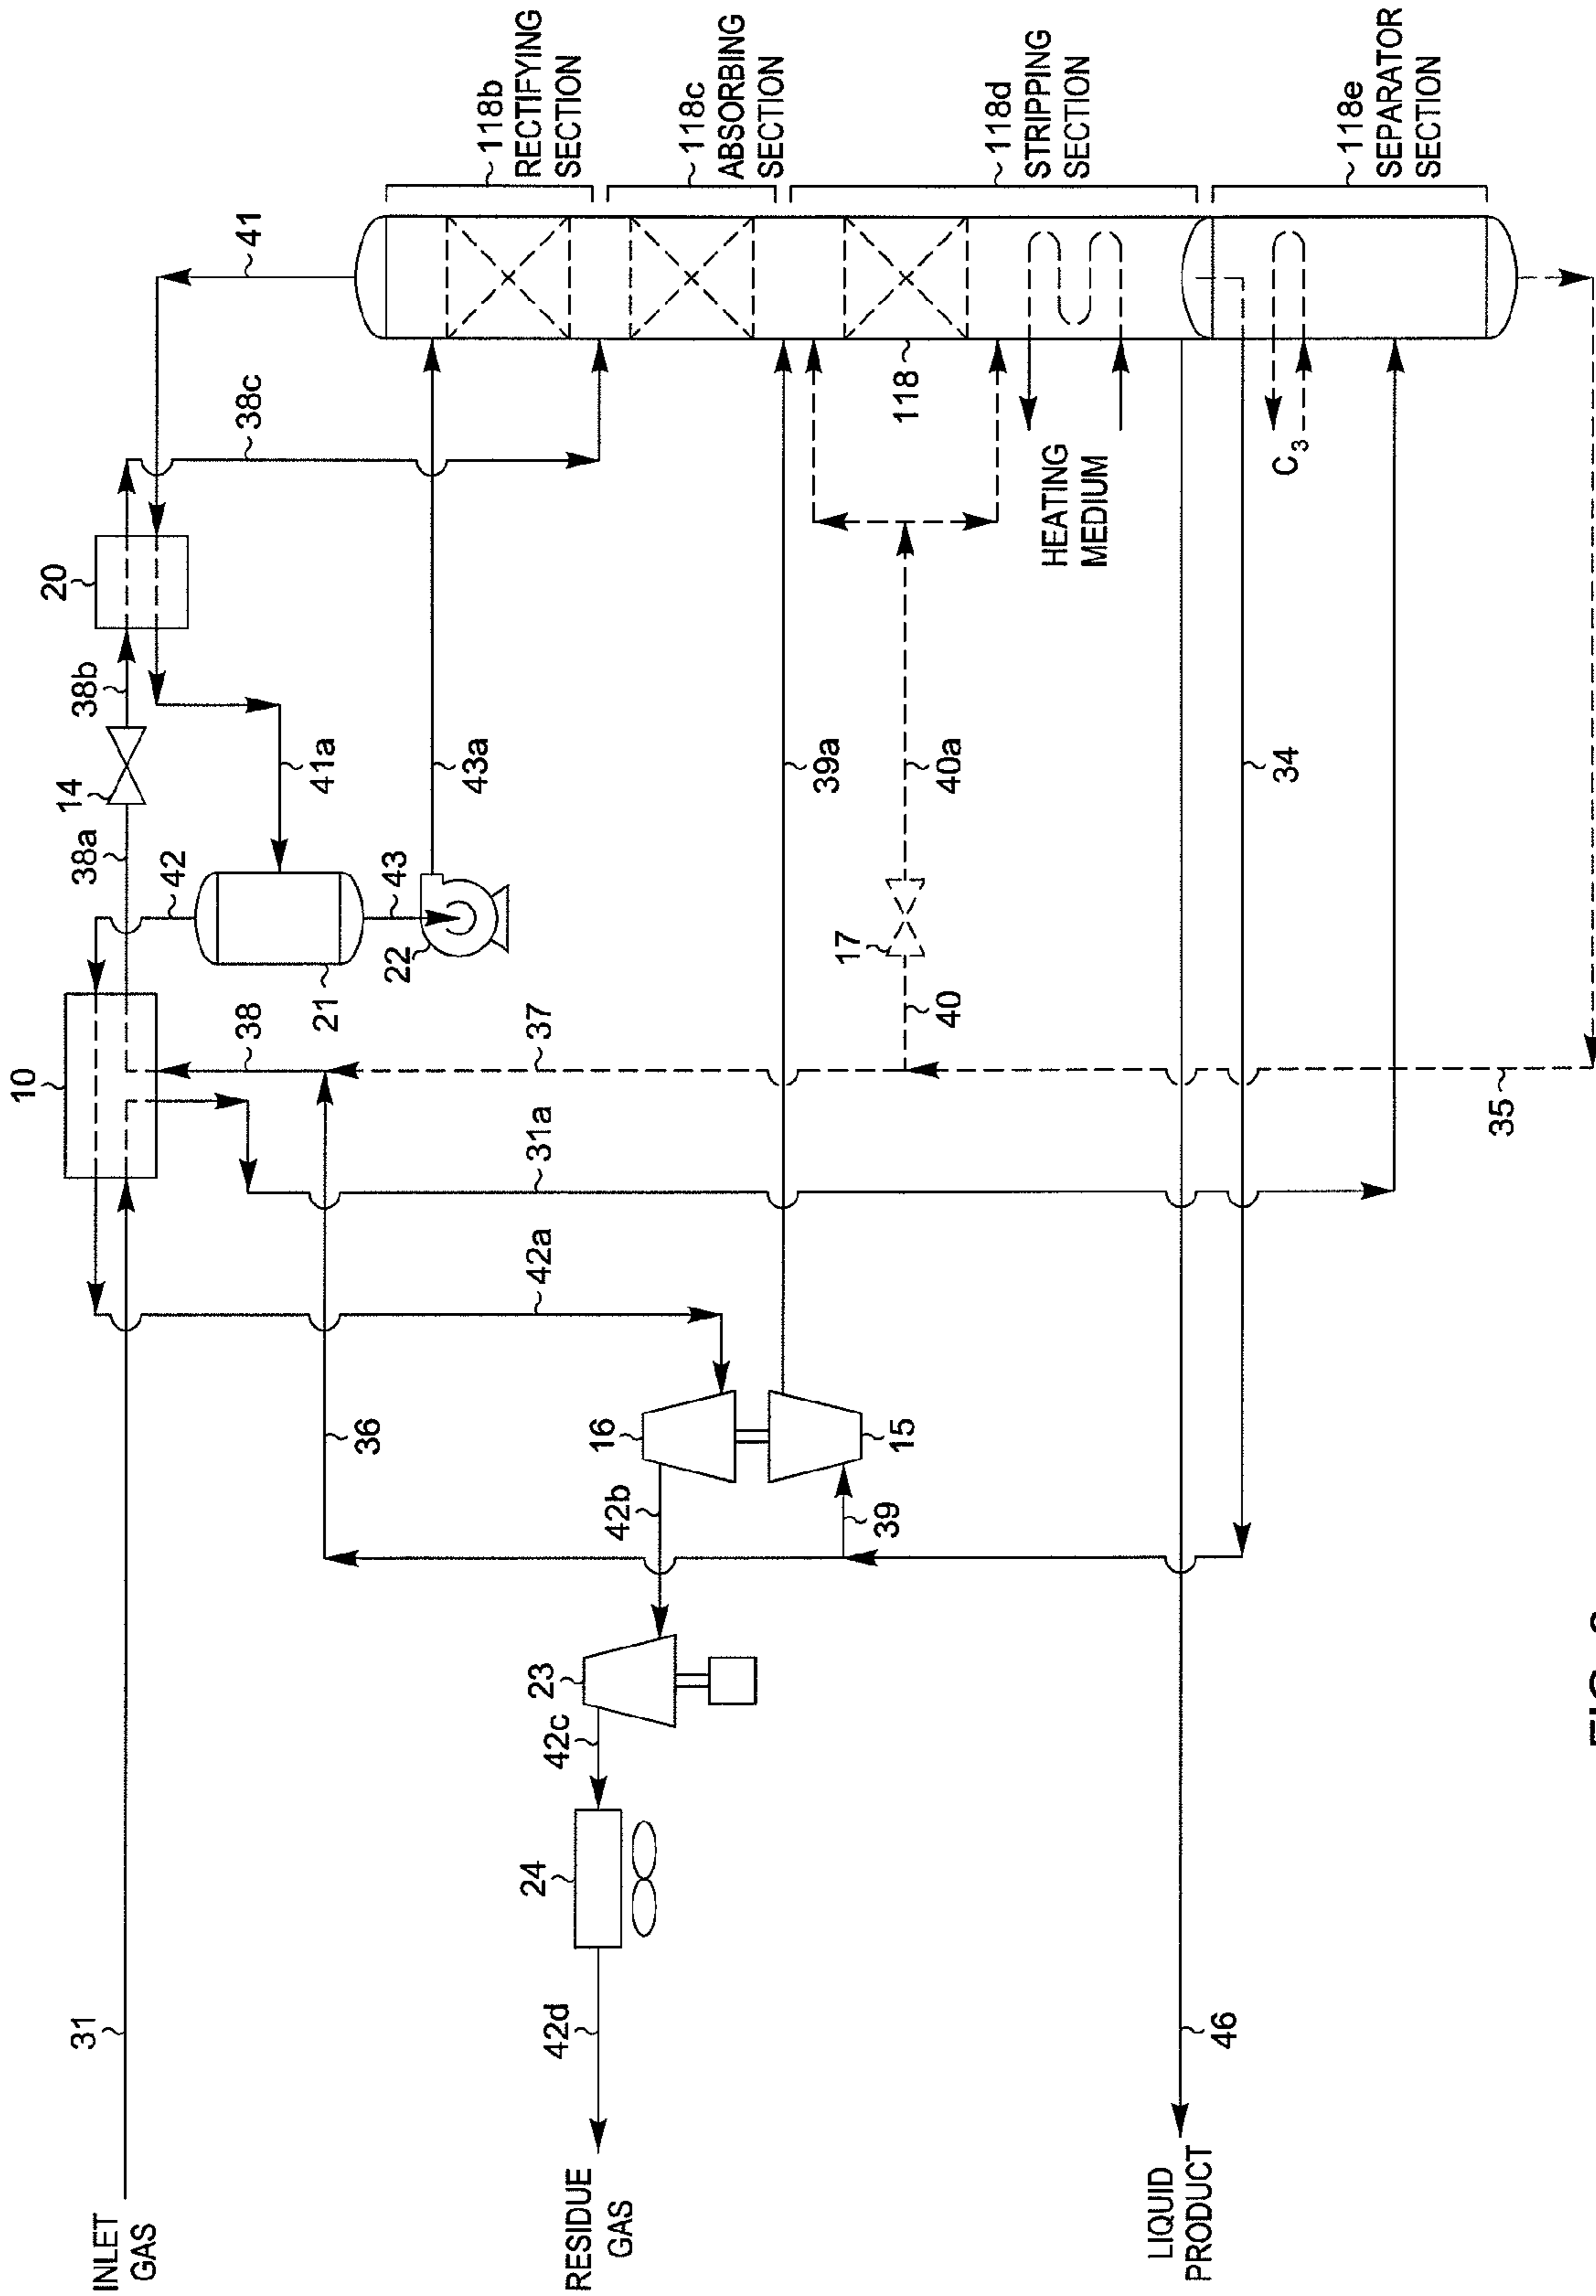 118b
RECTIFYING
SECTION
118c
ABSORBING
SECTION
118d
STRIPPING
SECTION
118e
SEPARATOR
SECTION
41
38c
20
38b
14
38a
41a
42
43a
43
22
21
10
38
37
31a
42a
36
39a
118
HEATING
MEDIUM
C3
40a
17
40
34
35
16
15
42b
39
23
42c
24
42d
31
46
INLET
GAS
RESIDUE
GAS
LIQUID
PRODUCT